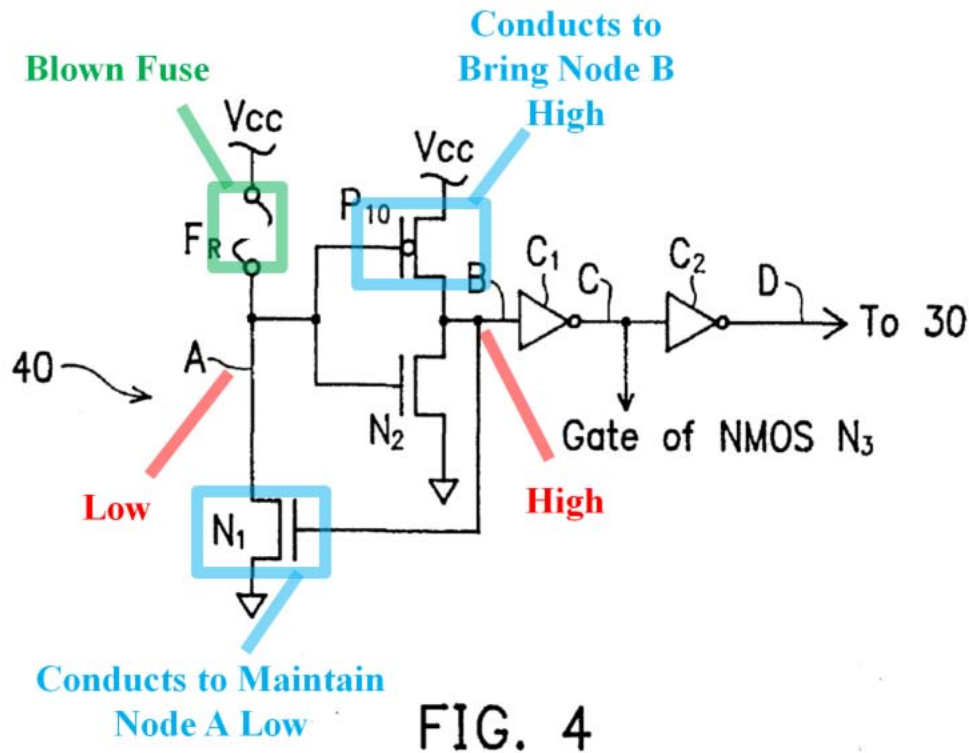 Conducts to
Bring Node B
High
Blown Fuse
Vcc
Vcc
P10
FR
B
C1
C
C2
D
To 30
A
40
N2
Gate of NMOS N3
Low
High
N1
Conducts to Maintain
Node A Low
FIG. 4